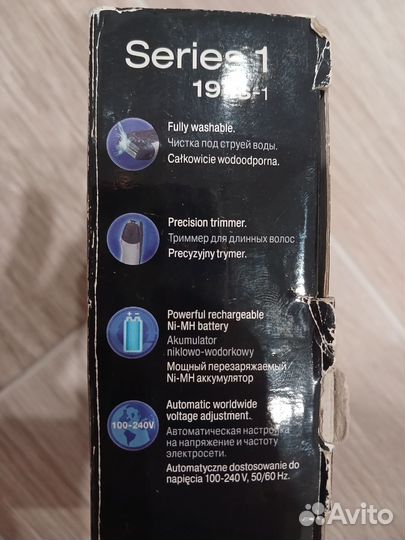 Series 1
Fully washable.
Чистка под струей воды.
Całkowicie wodoodporna.
Precision trimmer.
Триммер для длинных волос
Precyzyjny trymer.
Powerful rechargeable
Ni-MH battery
Akumulator
niklowo-wodorkowy
Мощный перезаряжаемый
Ni-MH аккумулятор
100-240V
Automatic worldwide
voltage adjustment.
Автоматическая настройка
на напряжение и частоту
электросети.
Automatyczne dostosowanie do
napięcia 100-240 V, 50/60 Hz.
Avito